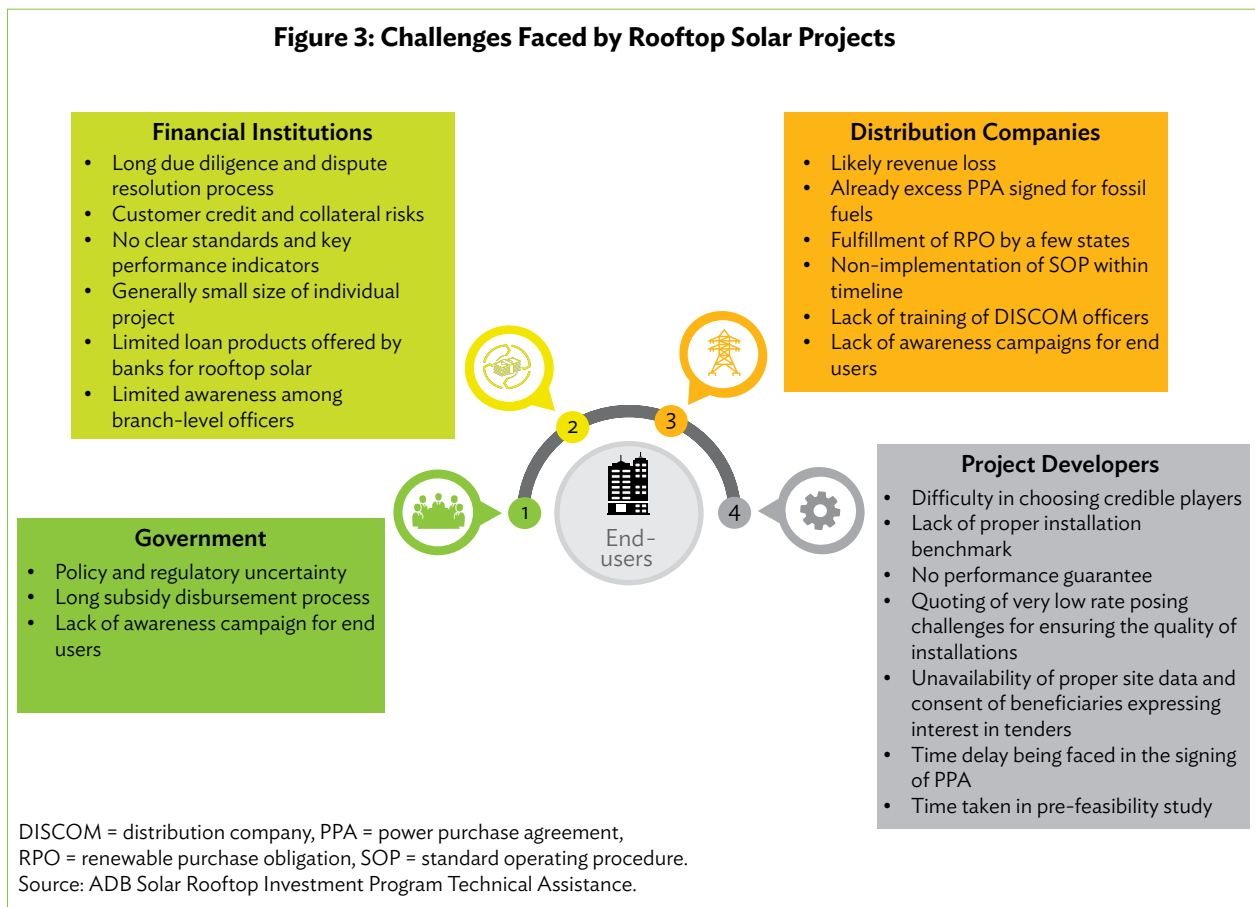 Figure 3: Challenges Faced by Rooftop Solar Projects
Financial Institutions
• Long due diligence and dispute
resolution process
• Customer credit and collateral risks
• No clear standards and key
performance indicators
• Generally small size of individual
project
• Limited loan products offered by
banks for rooftop solar
• Limited awareness among
branch-level officers
Distribution Companies
• Likely revenue loss
• Already excess PPA signed for fossil
fuels
• Fulfillment of RPO by a few states
• Non-implementation of SOP within
timeline
• Lack of training of DISCOM officers
• Lack of awareness campaigns for end
users
2
3
1
4
End-
users
Government
• Policy and regulatory uncertainty
• Long subsidy disbursement process
• Lack of awareness campaign for end
users
Project Developers
• Difficulty in choosing credible players
• Lack of proper installation
benchmark
• No performance guarantee
• Quoting of very low rate posing
challenges for ensuring the quality of
installations
• Unavailability of proper site data and
consent of beneficiaries expressing
interest in tenders
• Time delay being faced in the signing
of PPA
• Time taken in pre-feasibility study
DISCOM = distribution company, PPA = power purchase agreement,
RPO = renewable purchase obligation, SOP = standard operating procedure.
Source: ADB Solar Rooftop Investment Program Technical Assistance.